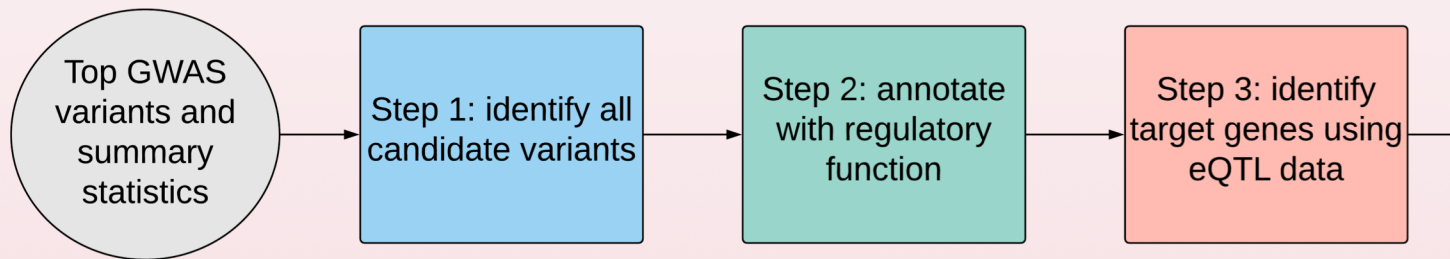 Top GWAS
variants and
summary
statistics
Step 1: identify all
candidate variants
Step 2: annotate
with regulatory
function
Step 3: identify
target genes using
eQTL data